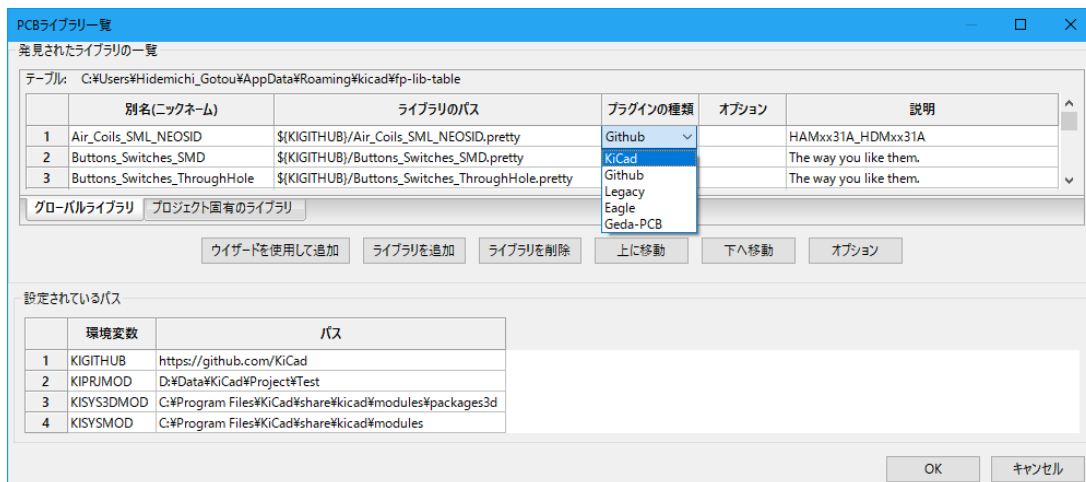 PCBライブラリ一覧
発見されたライブラリの一覧
テーブル: C:¥Users¥Hidemichi_Gotou¥AppData¥Roaming¥kicad¥fp-lib-table
別名(ニックネーム) ライブラリのパス プラグインの種類 オプション 説明
1 Air_Coils_SML_NEOSID ${KIGITHUB}/Air_Coils_SML_NEOSID.pretty Github HAMxx31A_HDMxx31A
2 Buttons_Switches_SMD ${KIGITHUB}/Buttons_Switches_SMD.pretty KiCad The way you like them.
3 Buttons_Switches_ThroughHole ${KIGITHUB}/Buttons_Switches_ThroughHole.pretty Github The way you like them.
Legacy
Eagle
Geda-PCB
グローバルライブラリ プロジェクト固有のライブラリ
ウイザードを使用して追加 ライブラリを追加 ライブラリを削除 上に移動 下へ移動 オプション
設定されているパス
環境変数 パス
1 KIGITHUB https://github.com/KiCad
2 KIPRJMOD D:¥Data¥KiCad¥Project¥Test
3 KISYS3DMOD C:¥Program Files¥KiCad¥share¥kicad¥modules¥packages3d
4 KISYSMOD C:¥Program Files¥KiCad¥share¥kicad¥modules
OK キャンセル